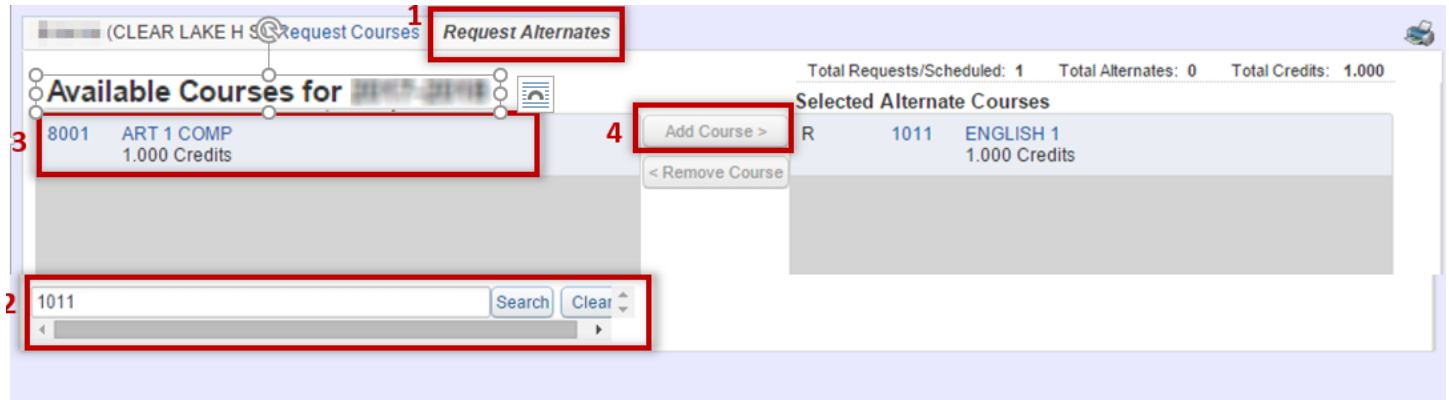 1
(CLEAR LAKE H S Request Courses Request Alternates
Total Requests/Scheduled: 1 Total Alternates: 0 Total Credits: 1.000
Available Courses for
Selected Alternate Courses
3
8001 ART 1 COMP
1.000 Credits
4
Add Course >
< Remove Course
R 1011 ENGLISH 1
1.000 Credits
2
1011 Search Clear